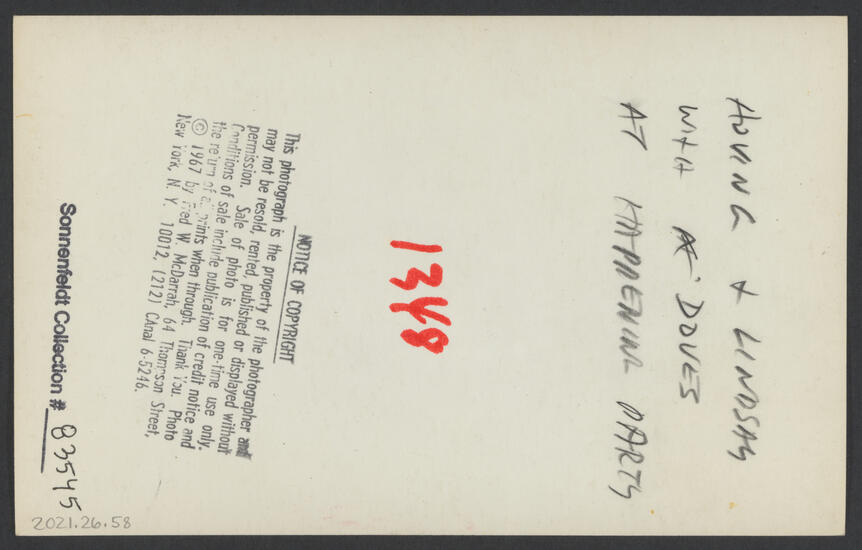 HOVING + LINDSAY
WITH DOVES
AT HAPPENING PARTY
1348
NOTICE OF COPYRIGHT
This photograph is the property of the photographer and
may not be resold, rented, published or displayed without
permission. Sale of photo is for one-time use only.
Conditions of sale include publication of credit notice and
the return of all prints when through. Thank You. Photo
© 1967 by Fred W. McDarrah, 64 Thompson Street,
New York, N. Y. 10012, (212) CAnal 6-5246.
Sonnenfeldt Collection # 83545
2021.26.58